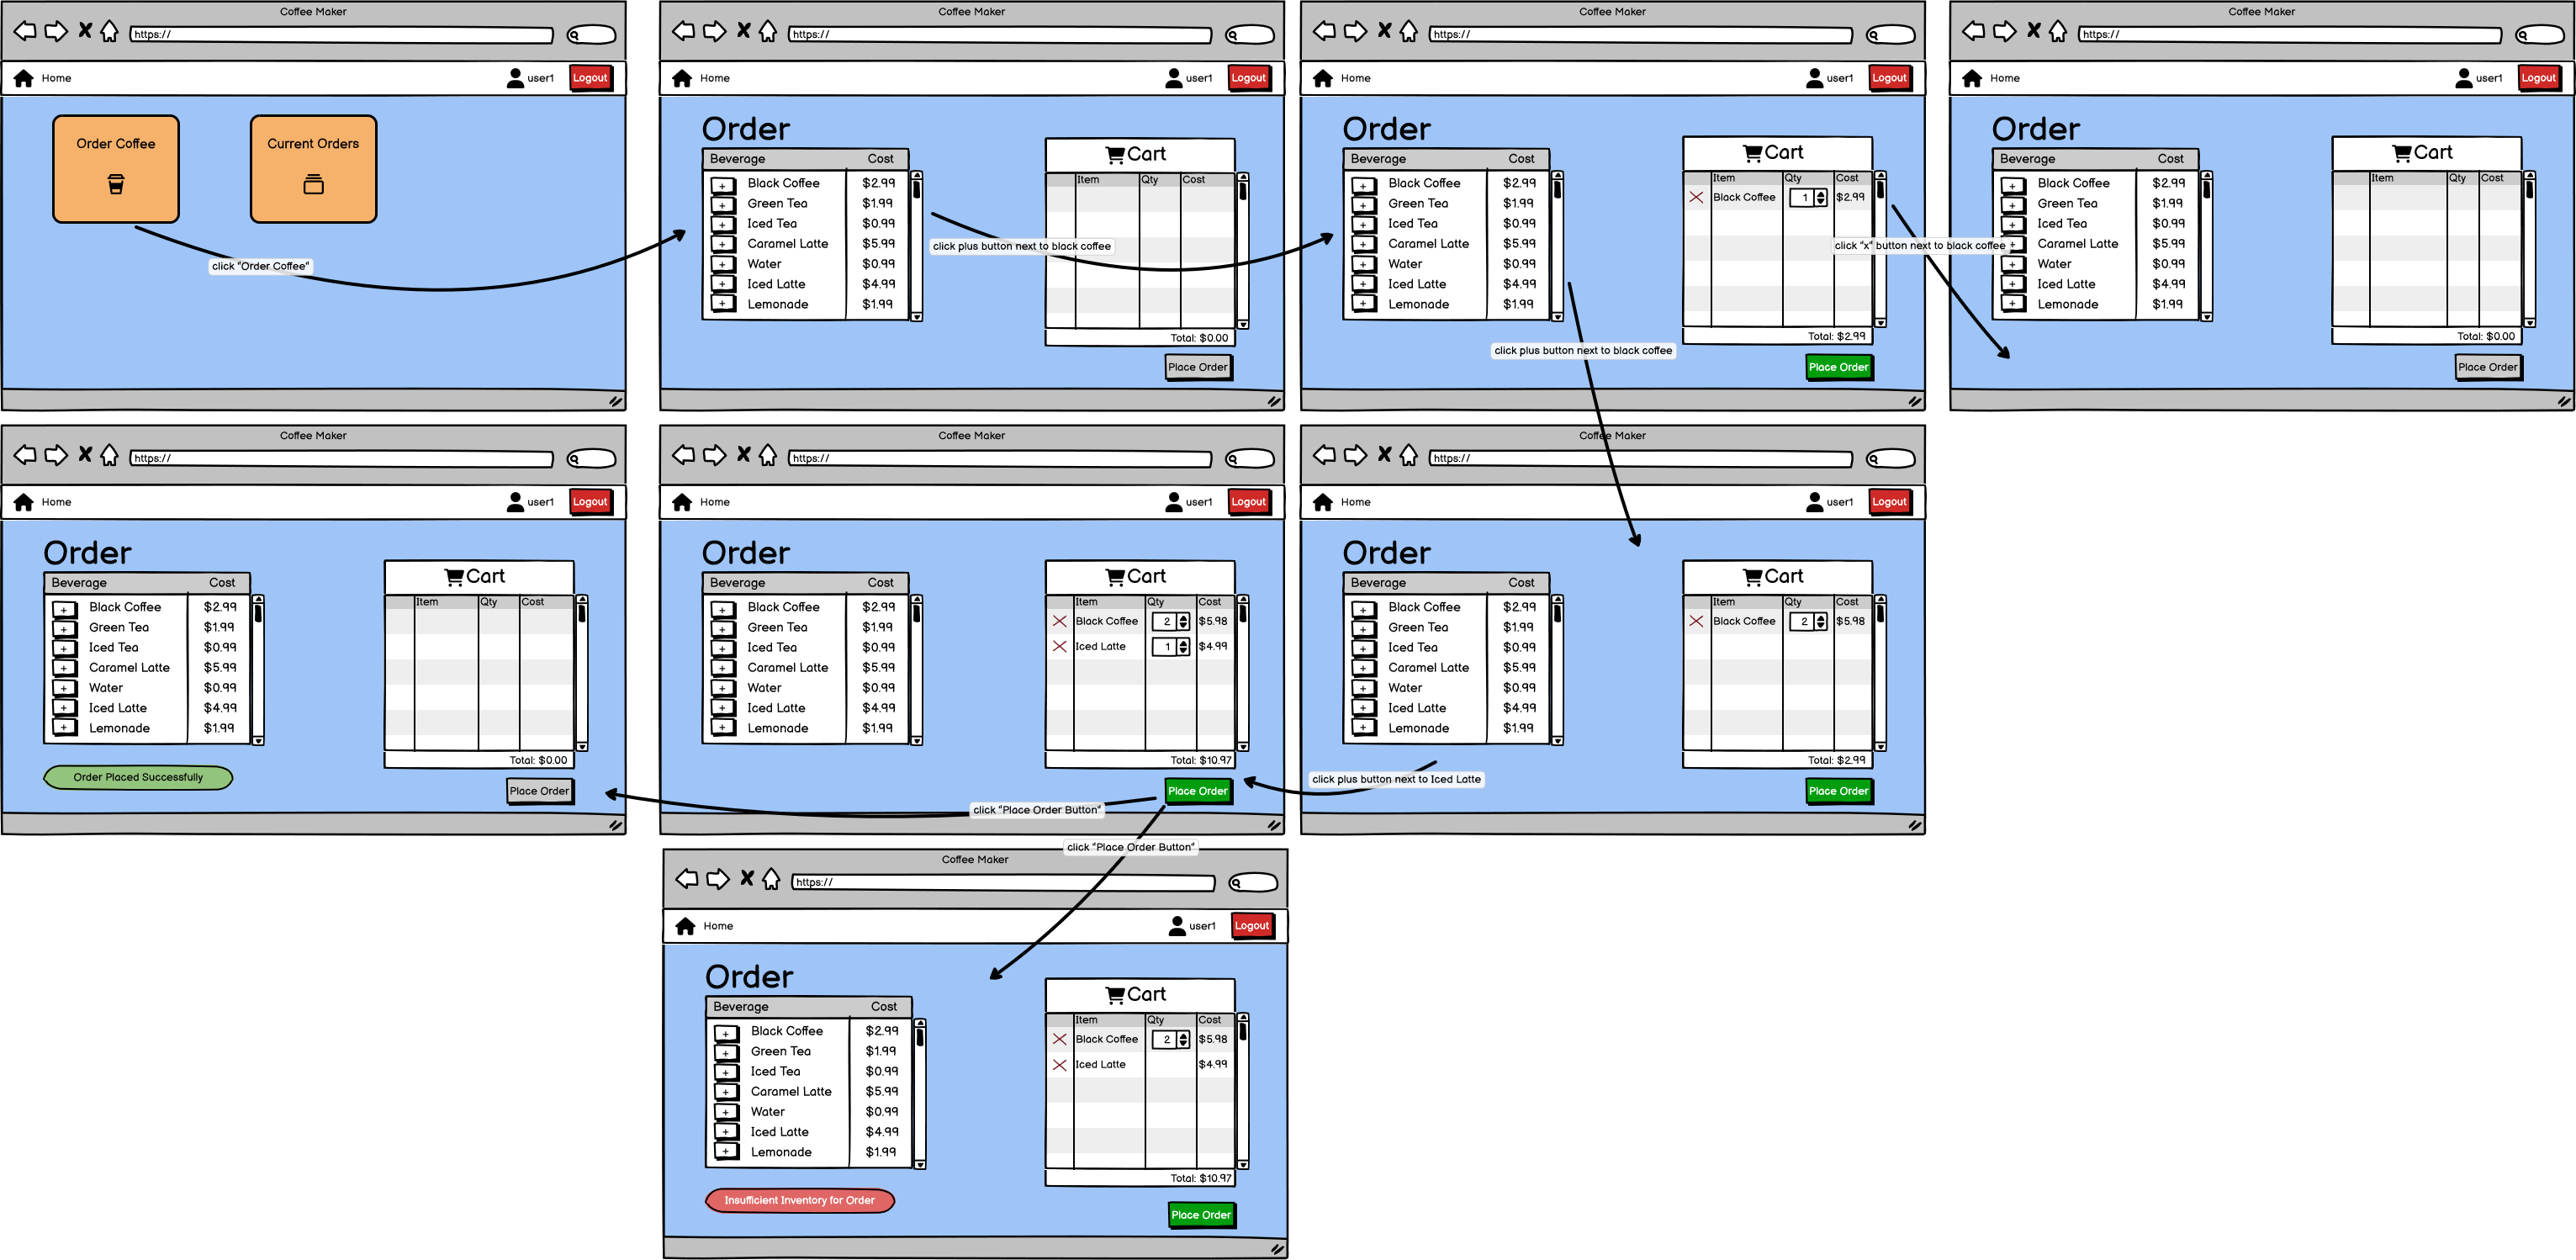 Coffee Maker
https://
Home
user1
Logout
Order Coffee
Current Orders
click "Order Coffee"
Coffee Maker
https://
Home
user1
Logout
Order
Beverage Cost
+ Black Coffee $2.99
+ Green Tea $1.99
+ Iced Tea $0.99
+ Caramel Latte $5.99
+ Water $0.99
+ Iced Latte $4.99
+ Lemonade $1.99
Cart
Item Qty Cost
Total: $0.00
Place Order
click plus button next to black coffee
Coffee Maker
https://
Home
user1
Logout
Order
Beverage Cost
+ Black Coffee $2.99
+ Green Tea $1.99
+ Iced Tea $0.99
+ Caramel Latte $5.99
+ Water $0.99
+ Iced Latte $4.99
+ Lemonade $1.99
Cart
Item Qty Cost
Black Coffee 1 $2.99
Total: $2.99
Place Order
click plus button next to black coffee
click "x" button next to black coffee
Coffee Maker
https://
Home
user1
Logout
Order
Beverage Cost
+ Black Coffee $2.99
+ Green Tea $1.99
+ Iced Tea $0.99
+ Caramel Latte $5.99
+ Water $0.99
+ Iced Latte $4.99
+ Lemonade $1.99
Cart
Item Qty Cost
Total: $0.00
Place Order
Coffee Maker
https://
Home
user1
Logout
Order
Beverage Cost
+ Black Coffee $2.99
+ Green Tea $1.99
+ Iced Tea $0.99
+ Caramel Latte $5.99
+ Water $0.99
+ Iced Latte $4.99
+ Lemonade $1.99
Order Placed Successfully
Cart
Item Qty Cost
Total: $0.00
Place Order
Coffee Maker
https://
Home
user1
Logout
Order
Beverage Cost
+ Black Coffee $2.99
+ Green Tea $1.99
+ Iced Tea $0.99
+ Caramel Latte $5.99
+ Water $0.99
+ Iced Latte $4.99
+ Lemonade $1.99
Cart
Item Qty Cost
Black Coffee 2 $5.98
Iced Latte 1 $4.99
Total: $10.97
Place Order
click "Place Order Button"
click "Place Order Button"
Coffee Maker
https://
Home
user1
Logout
Order
Beverage Cost
+ Black Coffee $2.99
+ Green Tea $1.99
+ Iced Tea $0.99
+ Caramel Latte $5.99
+ Water $0.99
+ Iced Latte $4.99
+ Lemonade $1.99
Cart
Item Qty Cost
Black Coffee 2 $5.98
Total: $2.99
Place Order
click plus button next to Iced Latte
Coffee Maker
https://
Home
user1
Logout
Order
Beverage Cost
+ Black Coffee $2.99
+ Green Tea $1.99
+ Iced Tea $0.99
+ Caramel Latte $5.99
+ Water $0.99
+ Iced Latte $4.99
+ Lemonade $1.99
Insufficient Inventory for Order
Cart
Item Qty Cost
Black Coffee 2 $5.98
Iced Latte $4.99
Total: $10.97
Place Order